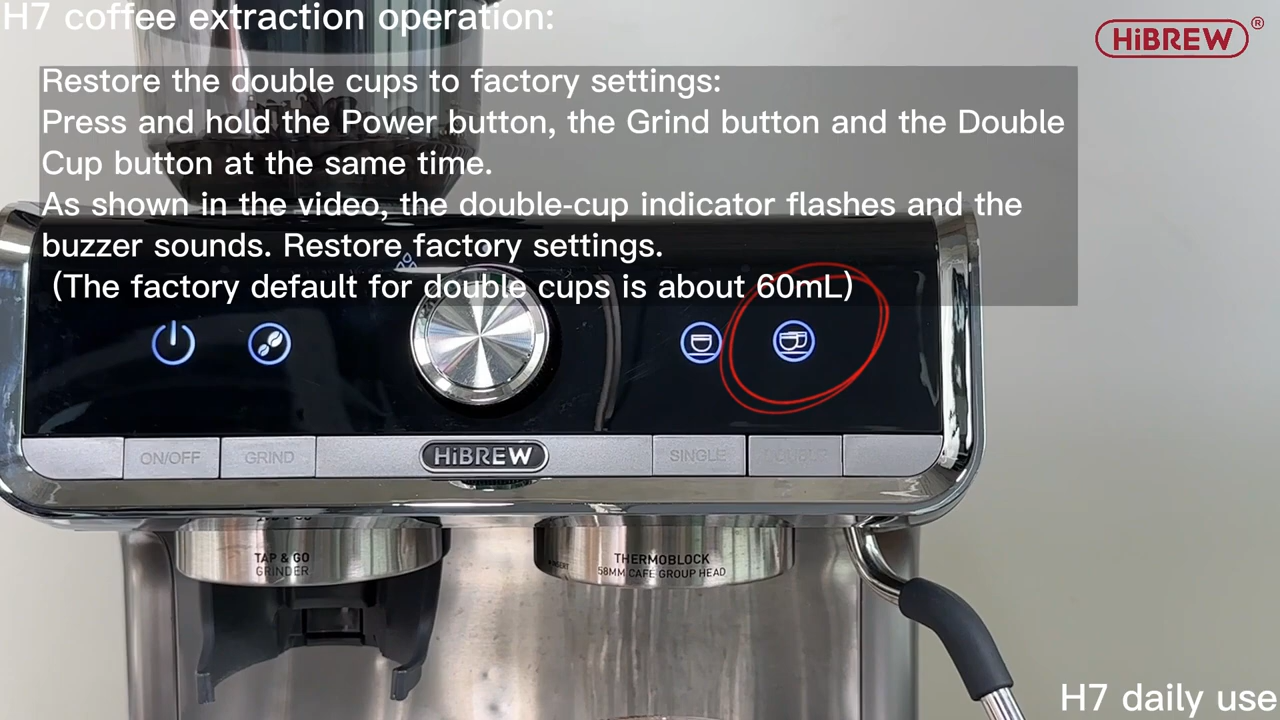 H7 coffee extraction operation:
HiBREW®
Restore the double cups to factory settings:
Press and hold the Power button, the Grind button and the Double
Cup button at the same time.
As shown in the video, the double-cup indicator flashes and the
buzzer sounds. Restore factory settings.
(The factory default for double cups is about 60mL)
ON/OFF
GRIND
HiBREW
SINGLE
TAP & GO
GRINDER
THERMOBLOCK
58MM CAFE GROUP HEAD
H7 daily use